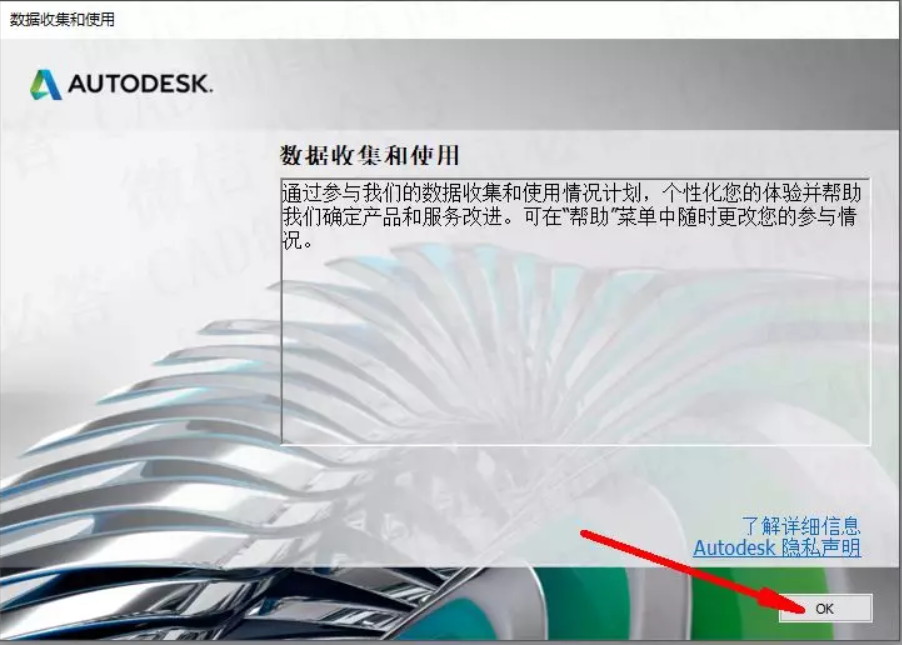 数据收集和使用
AUTODESK.
数据收集和使用
通过参与我们的数据收集和使用情况计划，个性化您的体验并帮助
我们确定产品和服务改进。可在“帮助”菜单中随时更改您的参与情
况。
了解详细信息
Autodesk 隐私声明
OK